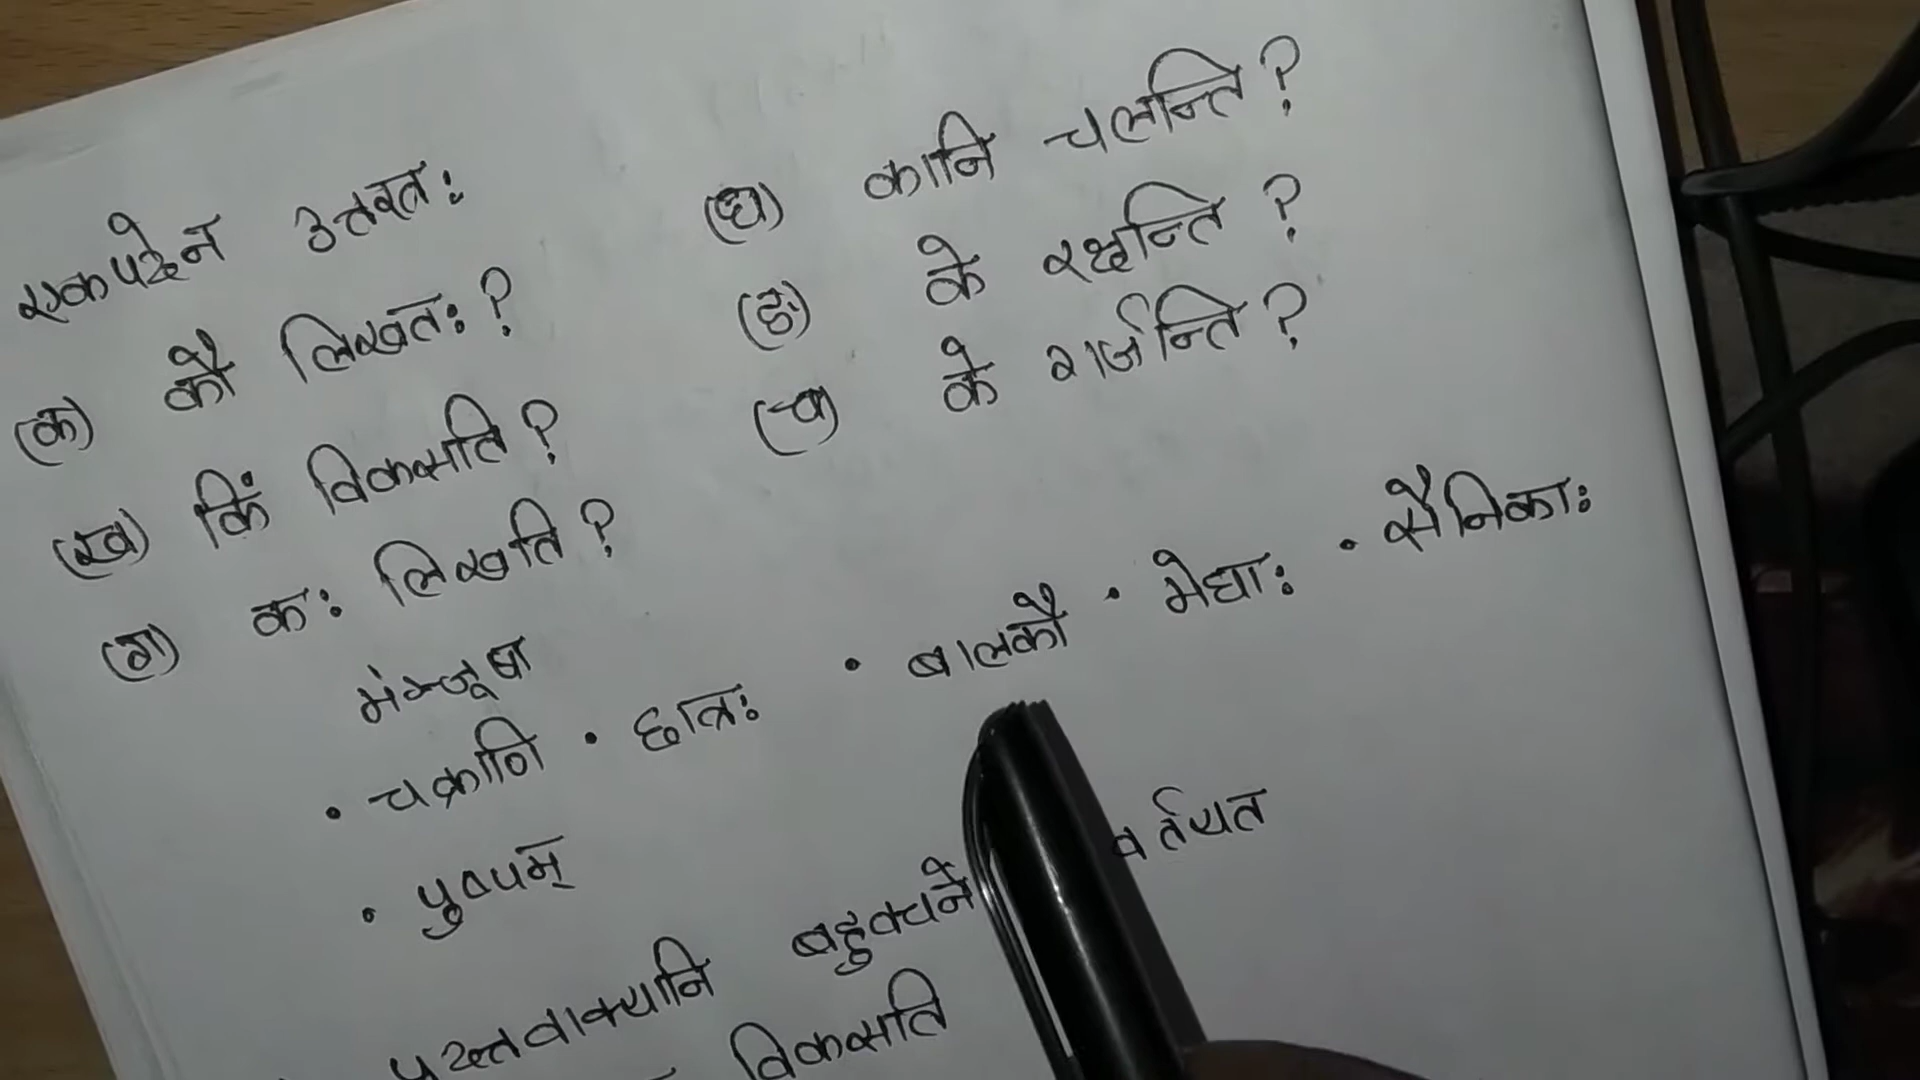 एकपदेन उत्तरत:
(क) कौ लिखत: ?
(ख) किं विकसति ?
(ग) क: लिखति ?
(घ) कानि चलन्ति ?
(ङ) के रक्षन्ति ?
(च) के गर्जन्ति ?
मंञ्जूषा
• चक्रानि • छात्र: • बालकौ • मेघा: • सैनिका:
• पुष्पम्
बहुवचने वर्तयत
विकसति